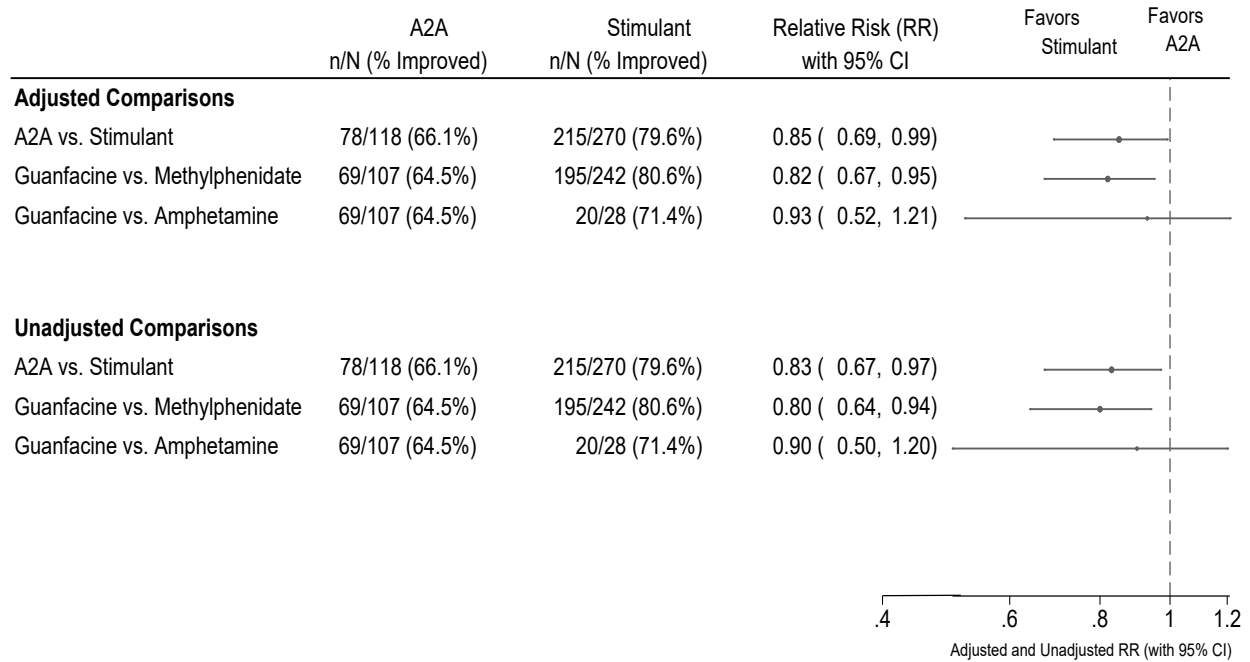 A2A Stimulant Relative Risk (RR) Favors Favors
n/N (% Improved) n/N (% Improved) with 95% CI Stimulant A2A
Adjusted Comparisons
A2A vs. Stimulant 78/118 (66.1%) 215/270 (79.6%) 0.85 ( 0.69, 0.99)
Guanfacine vs. Methylphenidate 69/107 (64.5%) 195/242 (80.6%) 0.82 ( 0.67, 0.95)
Guanfacine vs. Amphetamine 69/107 (64.5%) 20/28 (71.4%) 0.93 ( 0.52, 1.21)
Unadjusted Comparisons
A2A vs. Stimulant 78/118 (66.1%) 215/270 (79.6%) 0.83 ( 0.67, 0.97)
Guanfacine vs. Methylphenidate 69/107 (64.5%) 195/242 (80.6%) 0.80 ( 0.64, 0.94)
Guanfacine vs. Amphetamine 69/107 (64.5%) 20/28 (71.4%) 0.90 ( 0.50, 1.20)
.4 .6 .8 1 1.2
Adjusted and Unadjusted RR (with 95% CI)